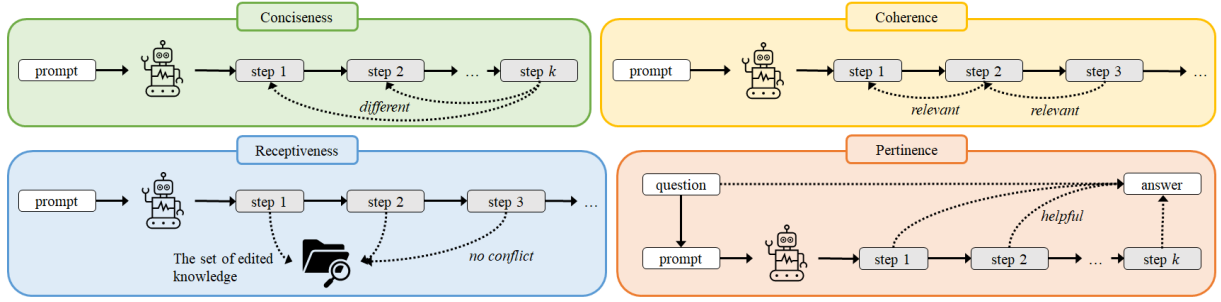 Conciseness
prompt
step 1
step 2
...
step k
different
Coherence
prompt
step 1
step 2
step 3
...
relevant
relevant
Receptiveness
prompt
step 1
step 2
step 3
...
The set of edited
knowledge
no conflict
Pertinence
question
answer
helpful
prompt
step 1
step 2
...
step k